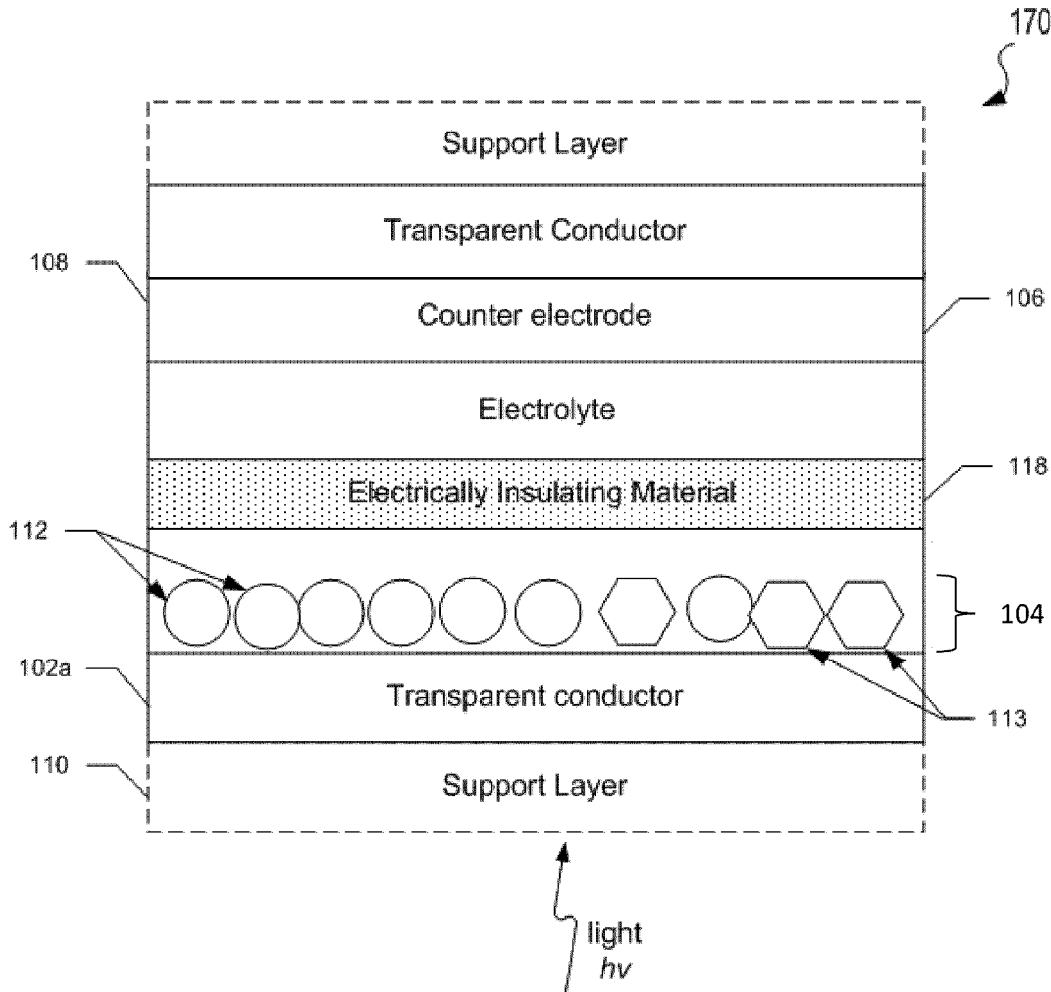 170
Support Layer
Transparent Conductor
108
Counter electrode
106
Electrolyte
Electrically Insulating Material
118
112
104
102a
Transparent conductor
113
110
Support Layer
light
hv